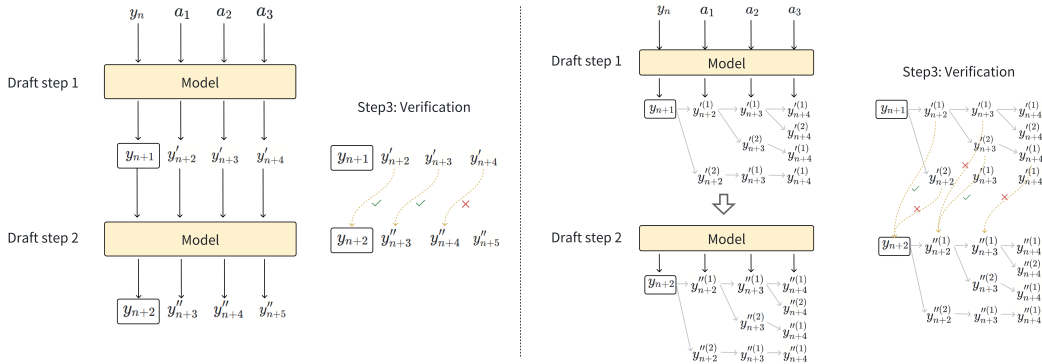 y_n a_1 a_2 a_3
Draft step 1
Model
y_{n+1} y'_{n+2} y'_{n+3} y'_{n+4}
Draft step 2
Model
y_{n+2} y''_{n+3} y''_{n+4} y''_{n+5}
Step3: Verification
y_{n+1} y'_{n+2} y'_{n+3} y'_{n+4}
✓ ✓ ×
y_{n+2} y''_{n+3} y''_{n+4} y''_{n+5}
y_n a_1 a_2 a_3
Draft step 1
Model
y_{n+1} y'^{(1)}_{n+2} y'^{(1)}_{n+3} y'^{(1)}_{n+4}
y'^{(2)}_{n+4}
y'^{(2)}_{n+3} y'^{(1)}_{n+4}
y'^{(2)}_{n+2} y'^{(1)}_{n+3} y'^{(1)}_{n+4}
Draft step 2
Model
y_{n+2} y''^{(1)}_{n+2} y''^{(1)}_{n+3} y''^{(1)}_{n+4}
y''^{(2)}_{n+4}
y''^{(2)}_{n+3} y''^{(1)}_{n+4}
y''^{(2)}_{n+2} y''^{(1)}_{n+3} y''^{(1)}_{n+4}
Step3: Verification
y_{n+1} y'^{(1)}_{n+2} y'^{(1)}_{n+3} y'^{(1)}_{n+4}
y'^{(2)}_{n+4}
y'^{(2)}_{n+3} y'^{(1)}_{n+4}
y'^{(2)}_{n+2} y'^{(1)}_{n+3} y'^{(1)}_{n+4}
y_{n+2} y''^{(1)}_{n+2} y''^{(1)}_{n+3} y''^{(1)}_{n+4}
y''^{(2)}_{n+4}
y''^{(2)}_{n+3} y''^{(1)}_{n+4}
y''^{(2)}_{n+2} y''^{(1)}_{n+3} y''^{(1)}_{n+4}